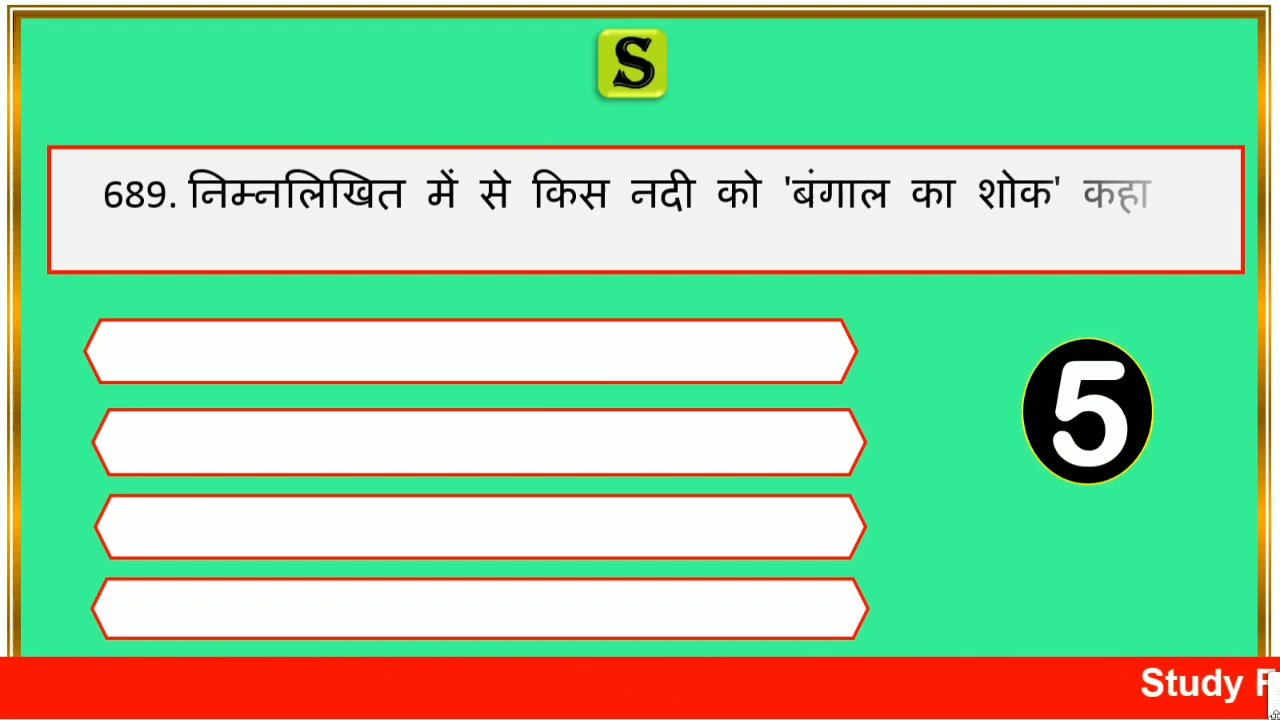 S
689. निम्नलिखित में से किस नदी को 'बंगाल का शोक' कहा
5
Study